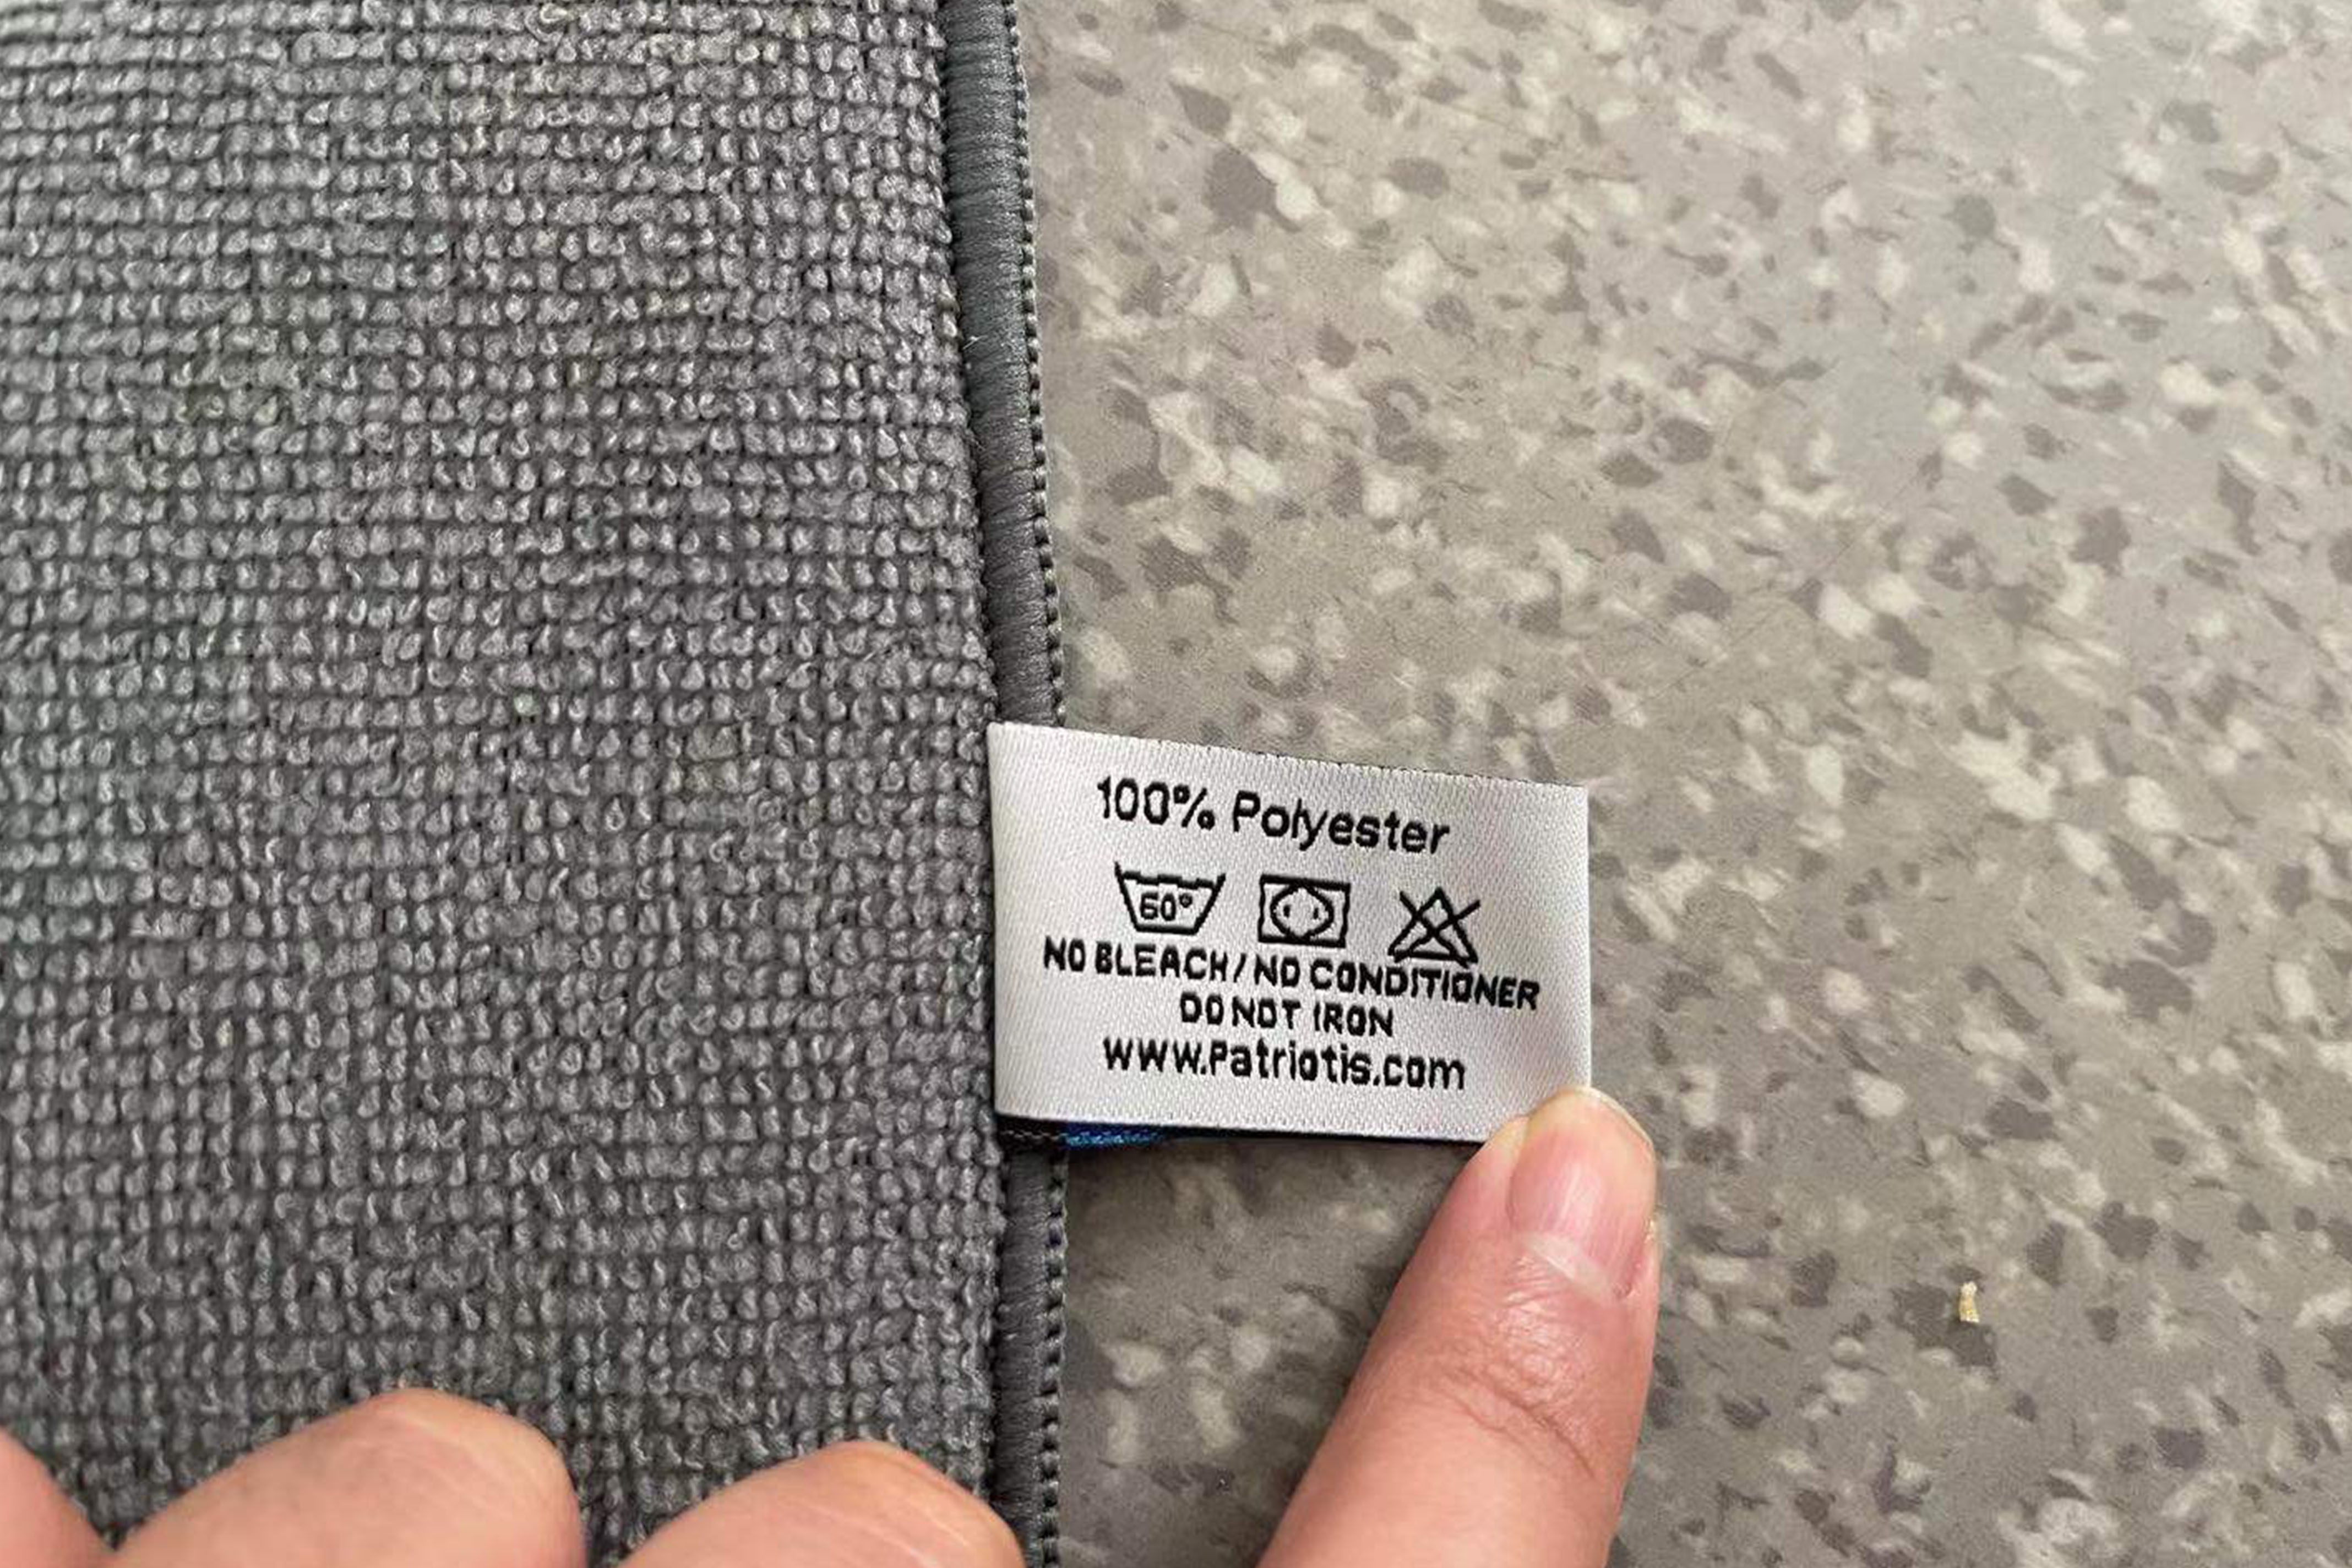 100% Polyester
60°
NO BLEACH/NO CONDITIONER
DO NOT IRON
www.Patriotis.com